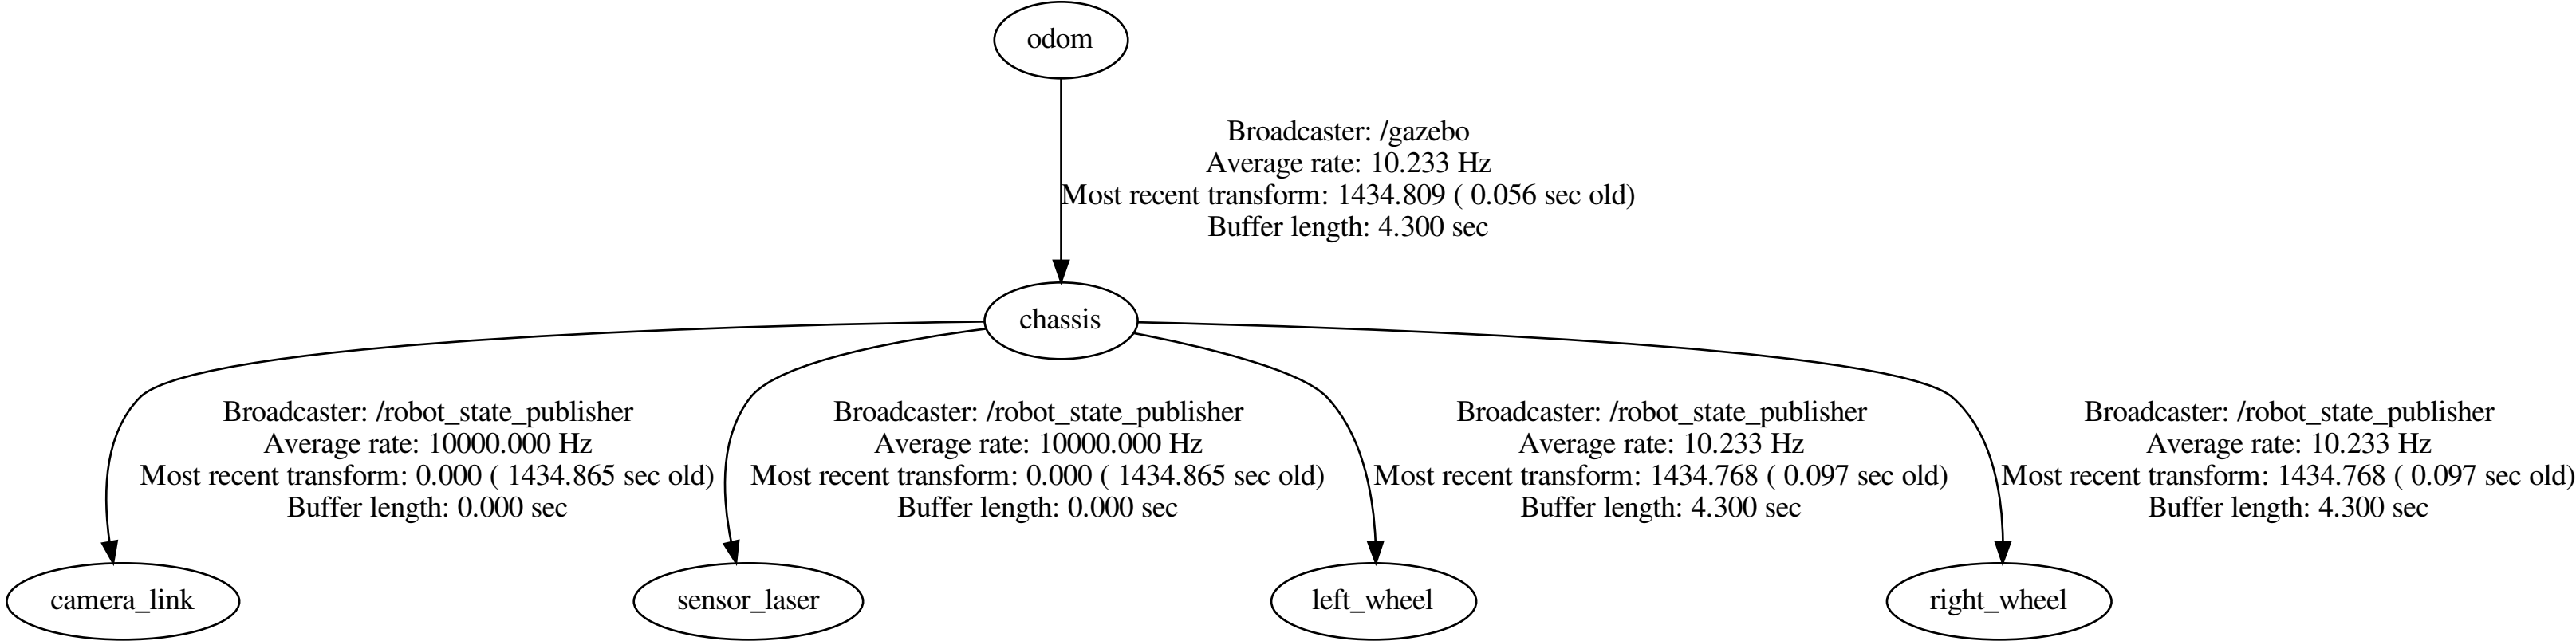 odom
Broadcaster: /gazebo
Average rate: 10.233 Hz
Most recent transform: 1434.809 ( 0.056 sec old)
Buffer length: 4.300 sec
chassis
Broadcaster: /robot_state_publisher
Average rate: 10000.000 Hz
Most recent transform: 0.000 ( 1434.865 sec old)
Buffer length: 0.000 sec
Broadcaster: /robot_state_publisher
Average rate: 10000.000 Hz
Most recent transform: 0.000 ( 1434.865 sec old)
Buffer length: 0.000 sec
Broadcaster: /robot_state_publisher
Average rate: 10.233 Hz
Most recent transform: 1434.768 ( 0.097 sec old)
Buffer length: 4.300 sec
Broadcaster: /robot_state_publisher
Average rate: 10.233 Hz
Most recent transform: 1434.768 ( 0.097 sec old)
Buffer length: 4.300 sec
camera_link
sensor_laser
left_wheel
right_wheel